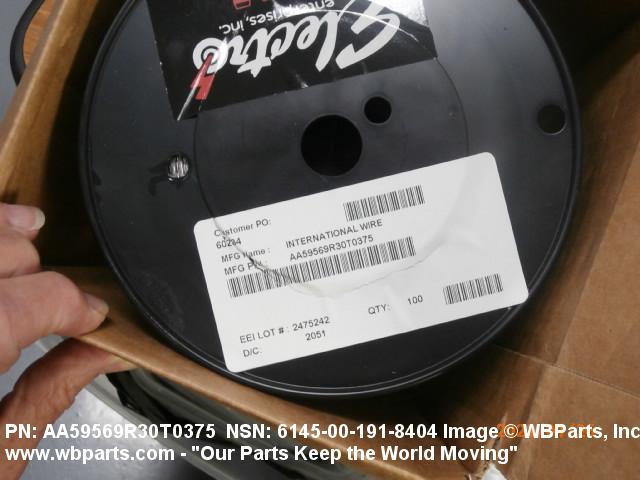 Electro
enterprises, inc.
Customer PO:
60244
MFG Name : INTERNATIONAL WIRE
MFG P/N : AA59569R30T0375
EEI LOT # : 2475242 QTY: 100
D/C: 2051
PN: AA59569R30T0375 NSN: 6145-00-191-8404 Image © WBParts, Inc
www.wbparts.com - "Our Parts Keep the World Moving"